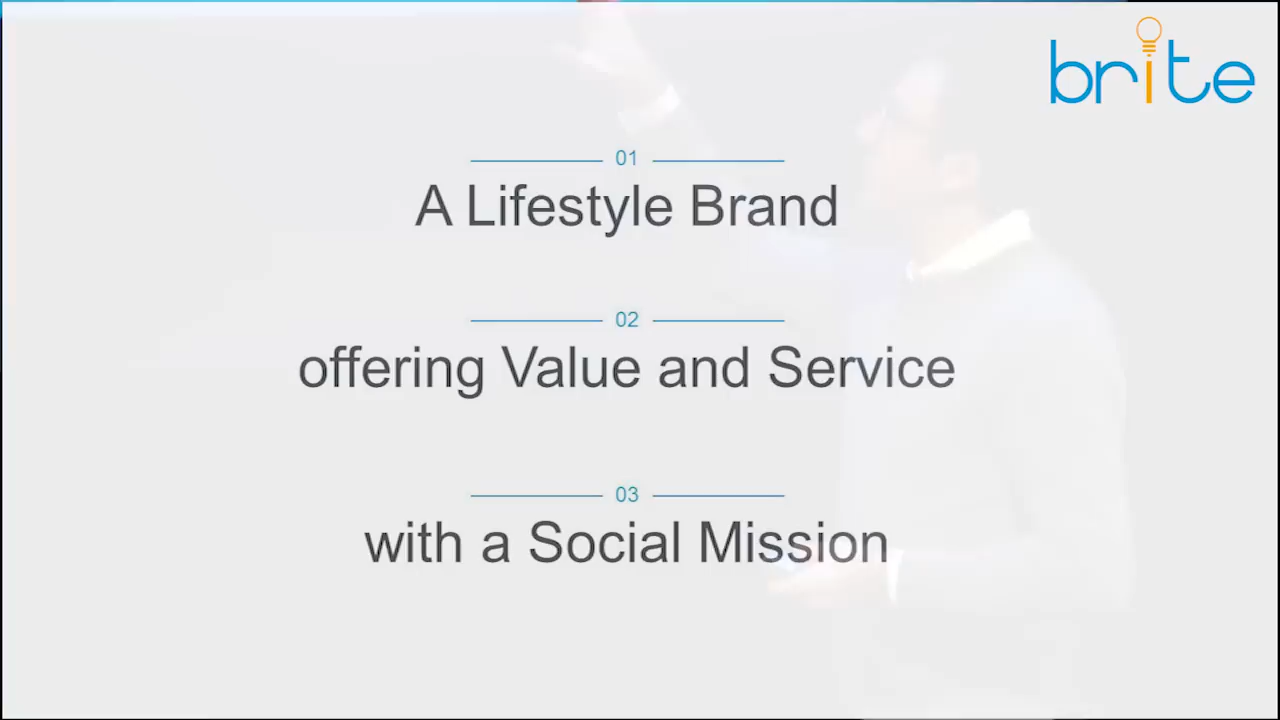 brite
01
A Lifestyle Brand
02
offering Value and Service
03
with a Social Mission